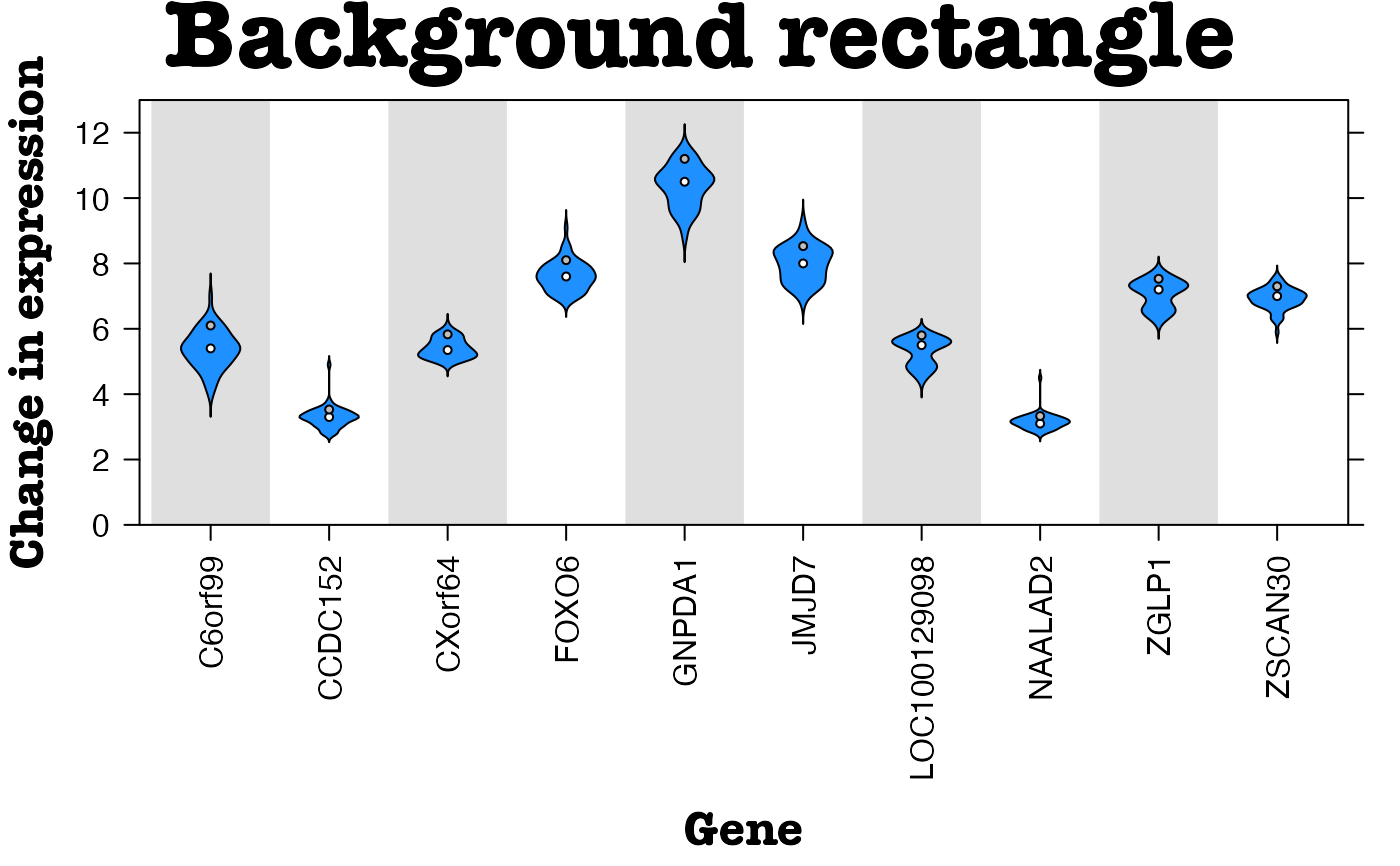 Background rectangle
Change in expression
12
10
8
6
4
2
0
C6orf99
CCDC152
CXorf64
FOXO6
GNPDA1
JMJD7
LOC100129098
NAALAD2
ZGLP1
ZSCAN30
Gene